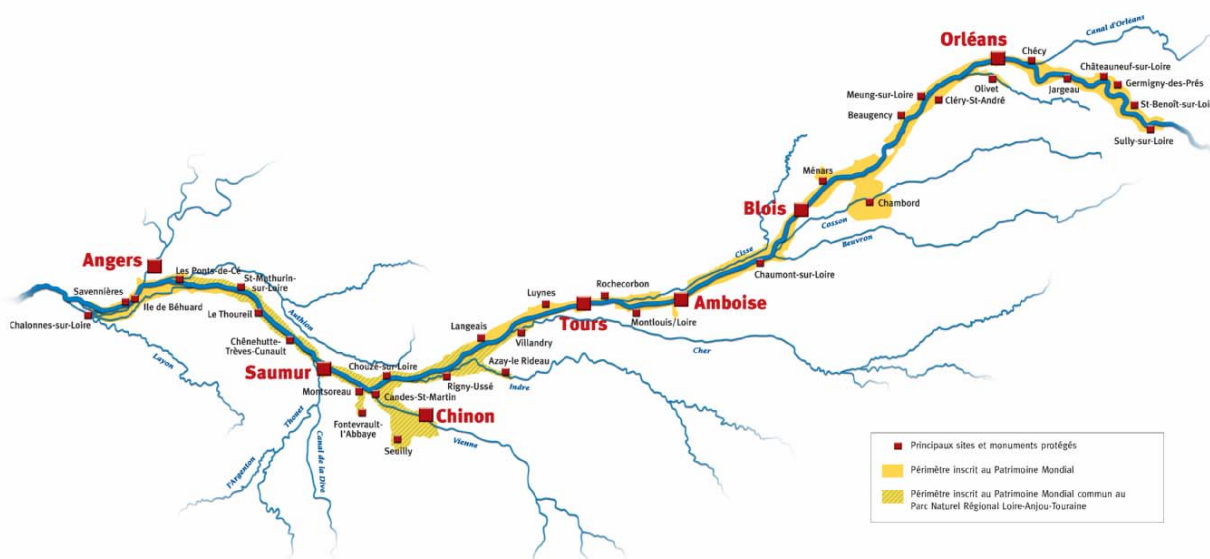 Canal d'Orléans
Orléans
Chécy
Châteauneuf-sur-Loire
Germigny-des-Prés
Olivet
Jargeau
Meung-sur-Loire
Cléry-St-André
St-Benoît-sur-Loi
Beaugency
Sully-sur-Loire
Ménars
Chambord
Blois
Cosson
Beuvron
Cisse
Chaumont-sur-Loire
Angers
Les Ponts-de-Cé
St-Mathurin-
sur-Loire
Savennières
Ile de Béhuard
Chalonnes-sur-Loire
Le Thoureil
Authion
Layon
Chênehutte-
Trèves-Cunault
Luynes
Rochecorbon
Amboise
Tours
Montlouis/Loire
Langeais
Villandry
Cher
Saumur
Chouzé-sur-Loire
Azay-le Rideau
Indre
Rigny-Ussé
Montsoreau
Candes-St-Martin
Chinon
Fontevrault-
l'Abbaye
Seuilly
Vienne
Thouet
l'Argenton
Canal de la Dive
Principaux sites et monuments protégés
Périmètre inscrit au Patrimoine Mondial
Périmètre inscrit au Patrimoine Mondial commun au
Parc Naturel Régional Loire-Anjou-Touraine